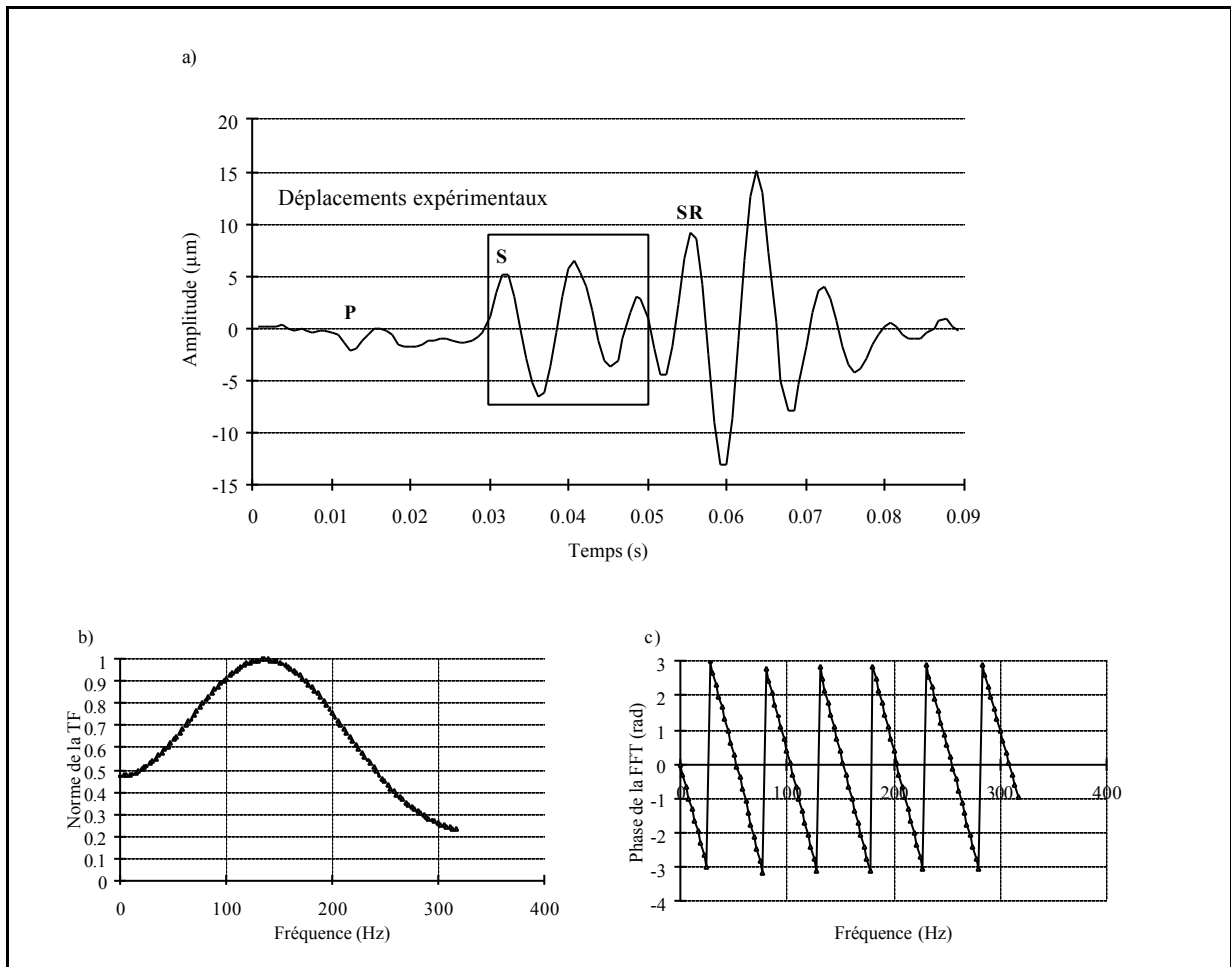 a)
20
15
10
5
0
-5
-10
-15
Amplitude (µm)
Déplacements expérimentaux
P
S
SR
0 0.01 0.02 0.03 0.04 0.05 0.06 0.07 0.08 0.09
Temps (s)
b)
1
0.9
0.8
0.7
0.6
0.5
0.4
0.3
0.2
0.1
0
Norme de la TF
0 100 200 300 400
Fréquence (Hz)
c)
3
2
1
0
-1
-2
-3
-4
Phase de la FFT (rad)
0 100 200 300 400
Fréquence (Hz)